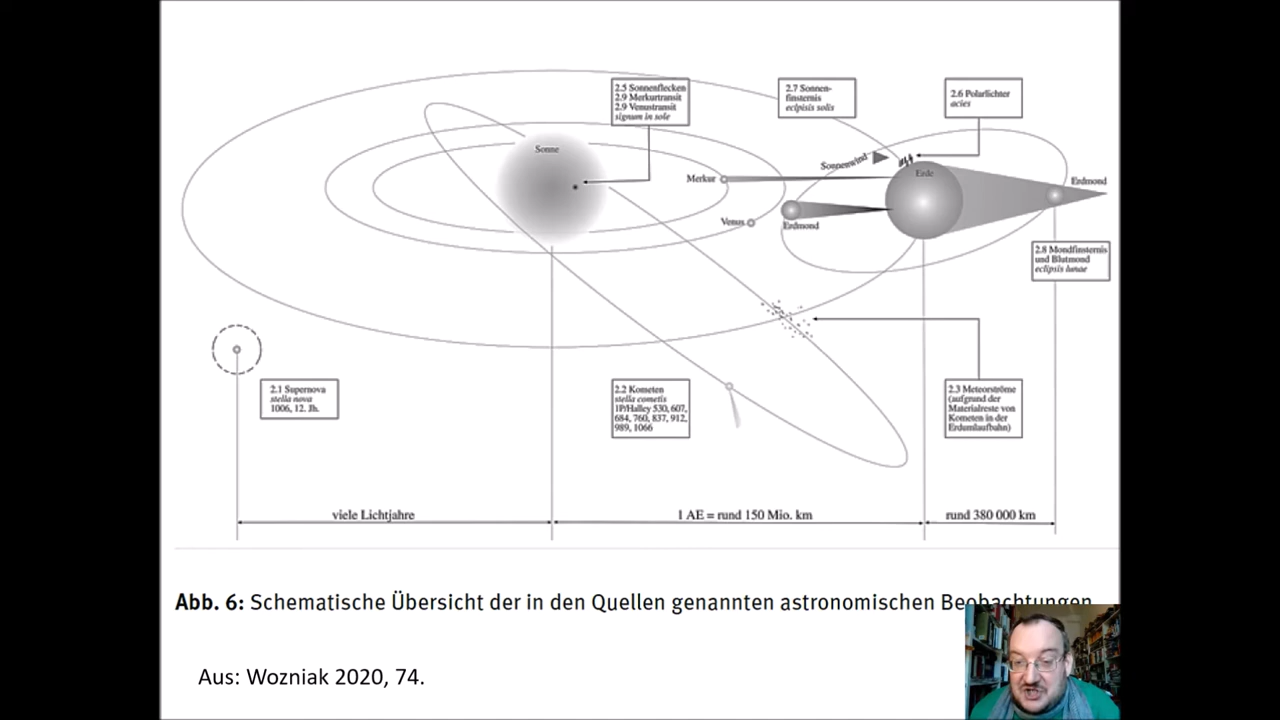 2.5 Sonnenflecken
2.9 Merkurtransit
2.9 Venustransit
signum in sole
2.7 Sonnen-
finsternis
eclpisis solis
2.6 Polarlichter
acies
Sonne
Sonnenwind
Erde
Merkur
Erdmond
Venus
Erdmond
2.8 Mondfinsternis
und Blutmond
eclipsis lunae
2.1 Supernova
stella nova
1006, 12. Jh.
2.2 Kometen
stella cometis
1P/Halley 530, 607,
684, 760, 837, 912,
989, 1066
2.3 Meteorströme
(aufgrund der
Materialreste von
Kometen in der
Erdumlaufbahn)
viele Lichtjahre
1 AE = rund 150 Mio. km
rund 380 000 km
Abb. 6: Schematische Übersicht der in den Quellen genannten astronomischen Beobachtungen
Aus: Wozniak 2020, 74.